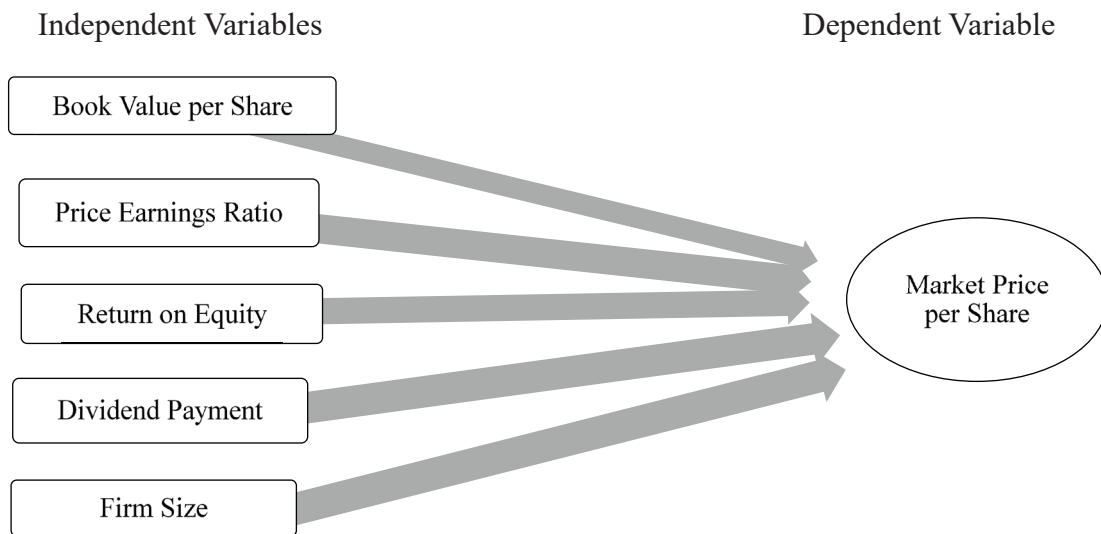 Independent Variables
Dependent Variable
Book Value per Share
Price Earnings Ratio
Return on Equity
Dividend Payment
Firm Size
Market Price
per Share